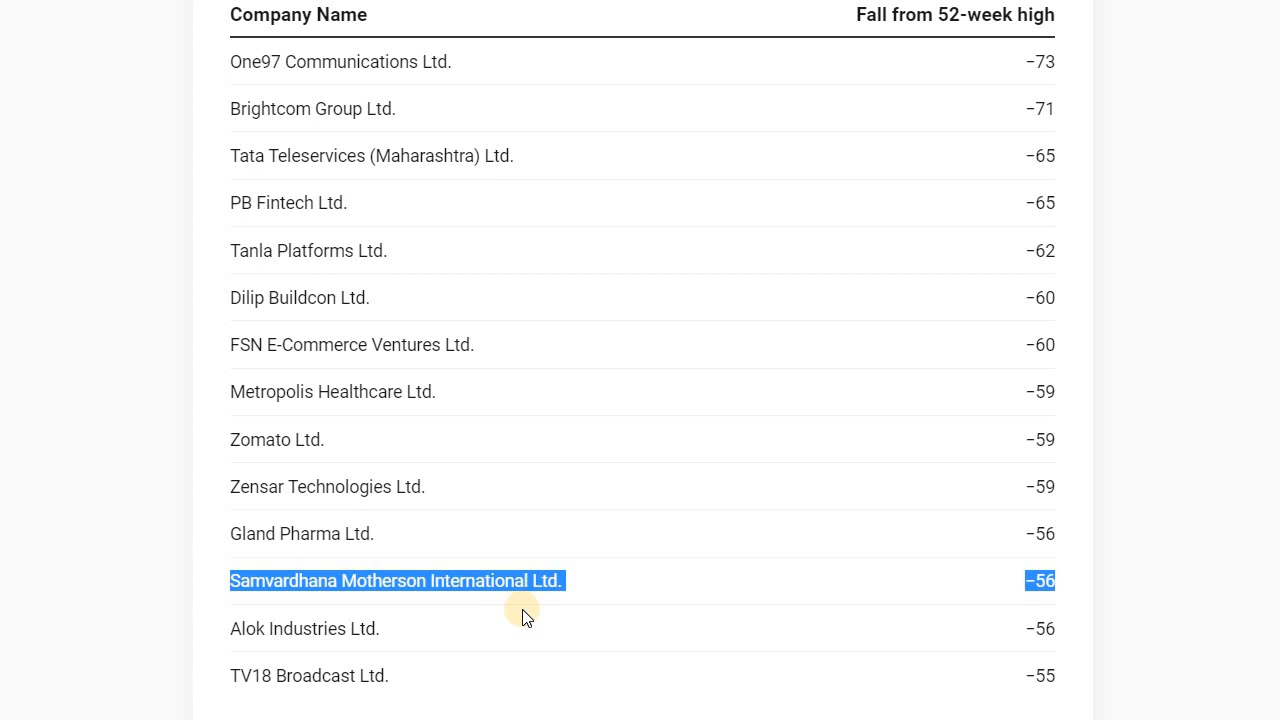 Company Name Fall from 52-week high
One97 Communications Ltd. −73
Brightcom Group Ltd. −71
Tata Teleservices (Maharashtra) Ltd. −65
PB Fintech Ltd. −65
Tanla Platforms Ltd. −62
Dilip Buildcon Ltd. −60
FSN E-Commerce Ventures Ltd. −60
Metropolis Healthcare Ltd. −59
Zomato Ltd. −59
Zensar Technologies Ltd. −59
Gland Pharma Ltd. −56
Samvardhana Motherson International Ltd. −56
Alok Industries Ltd. −56
TV18 Broadcast Ltd. −55